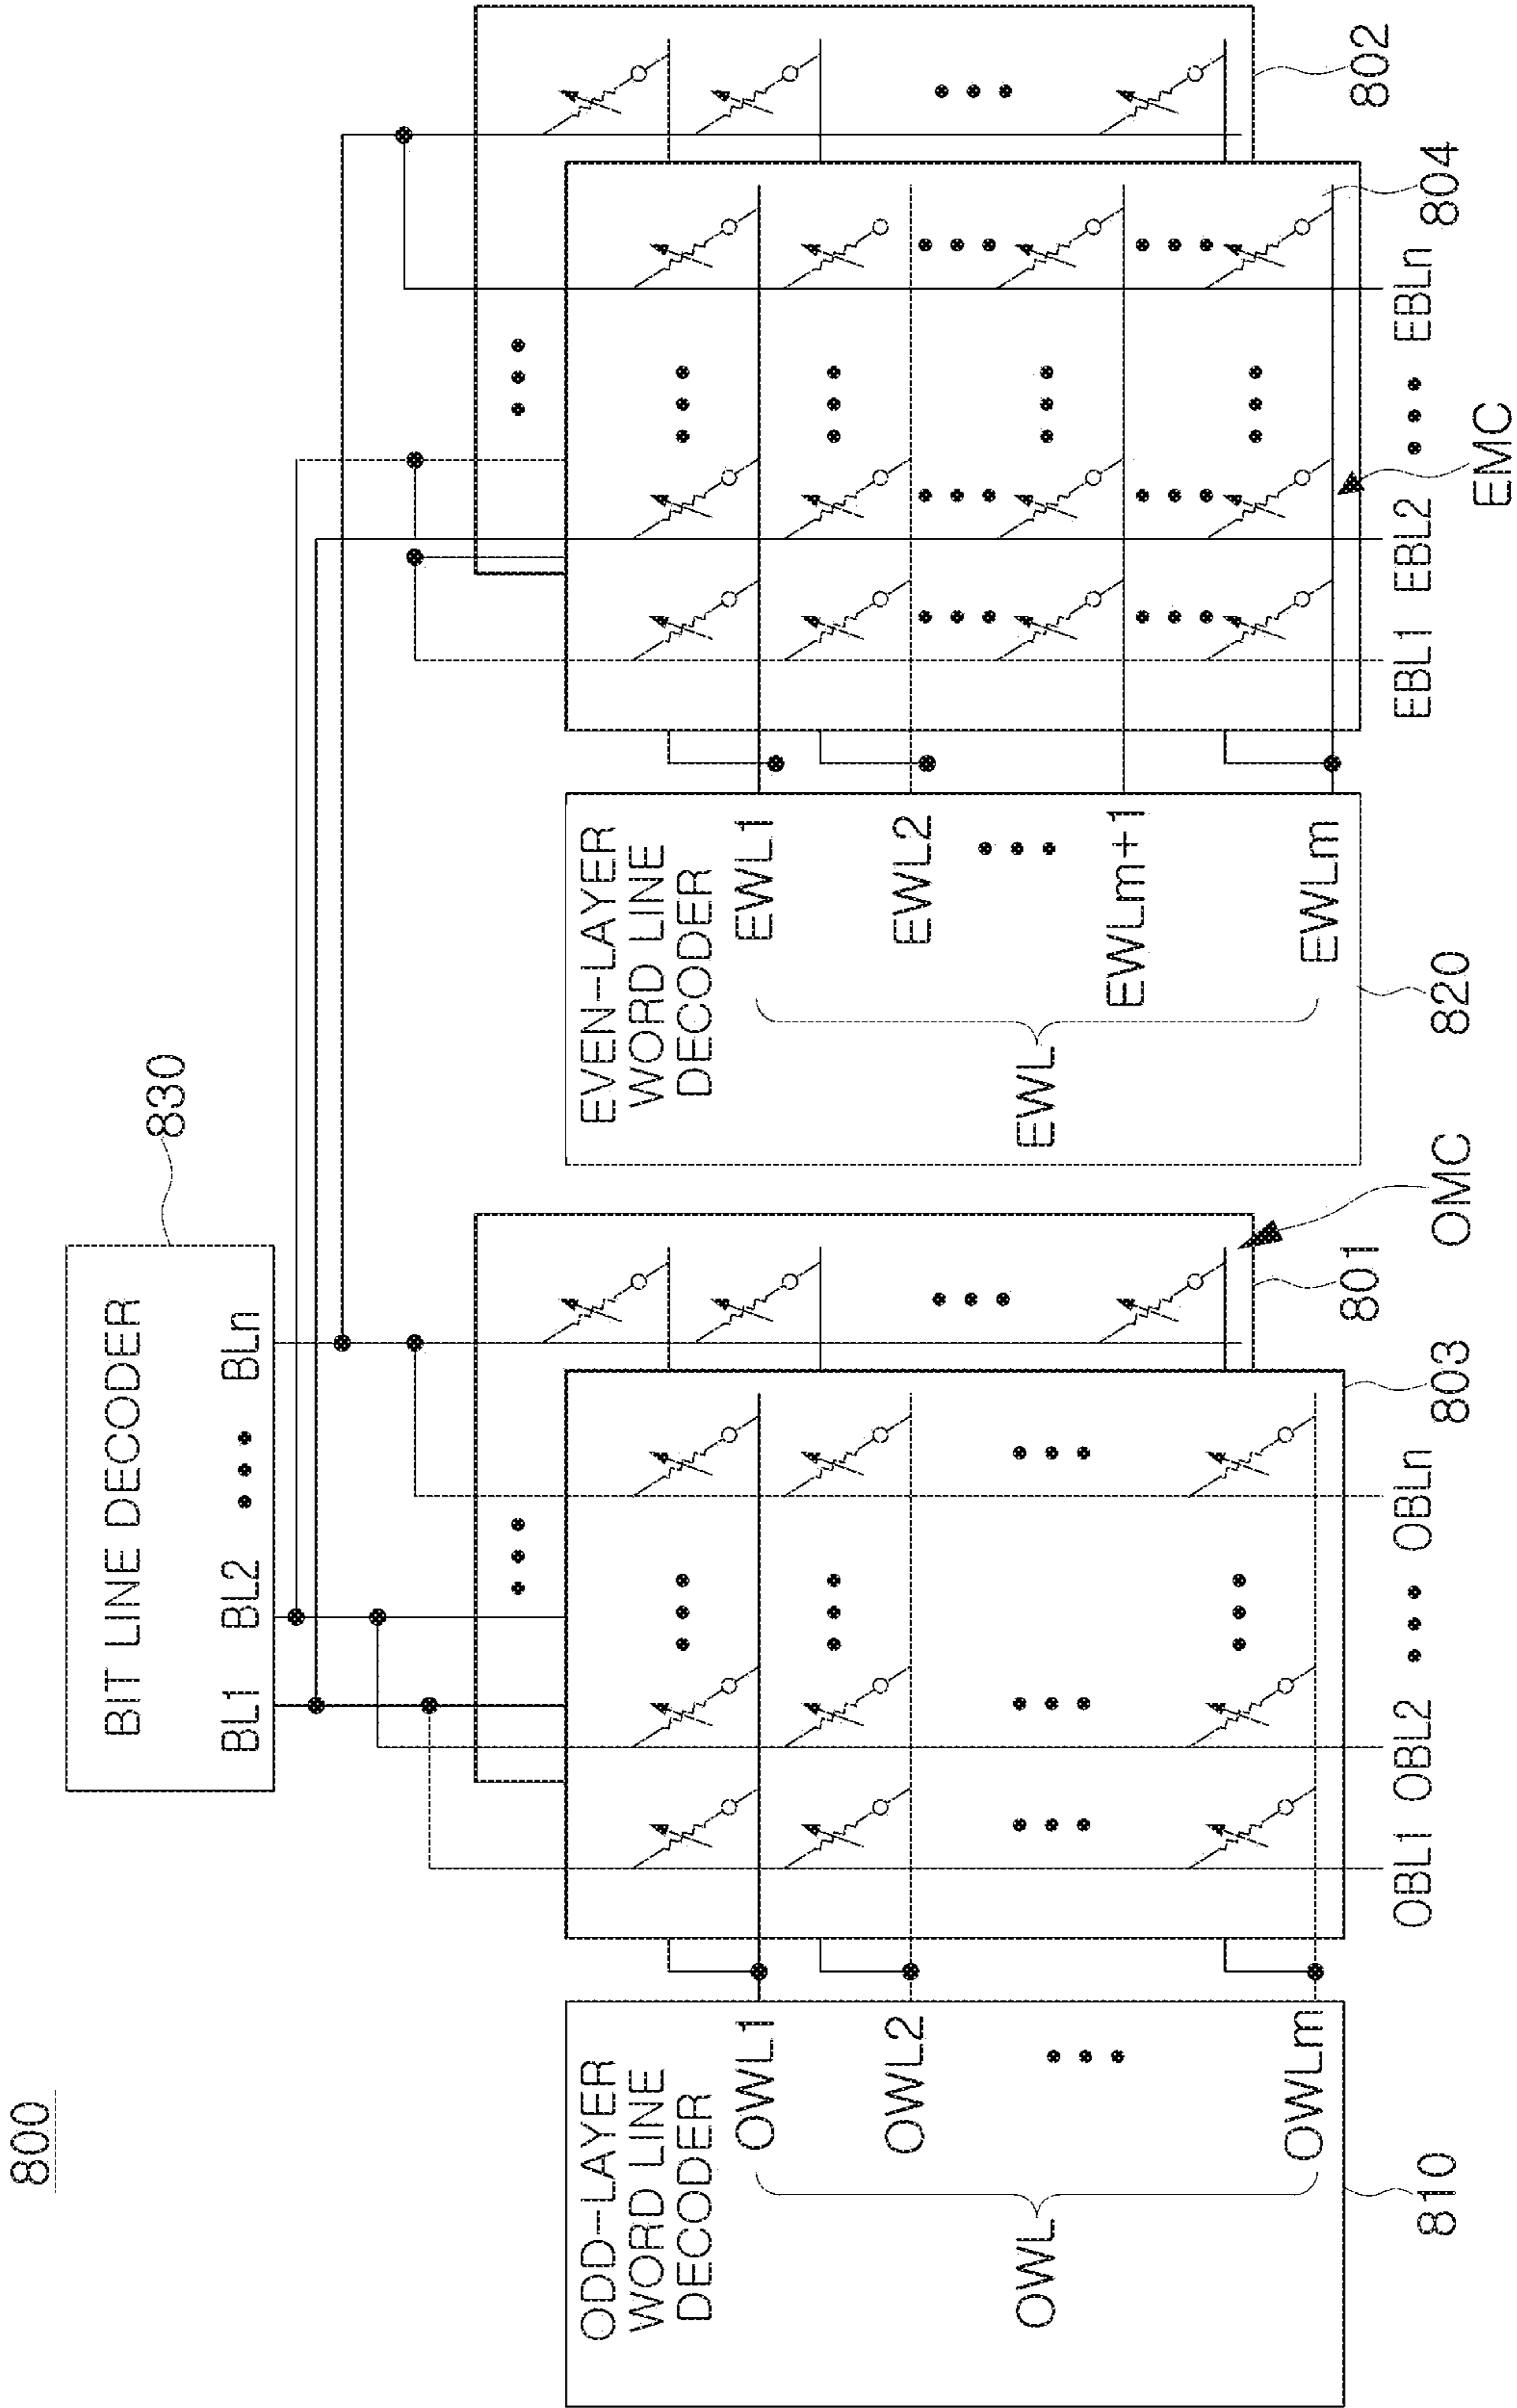 800
BIT LINE DECODER
BL1 BL2 BLn
830
ODD-LAYER
WORD LINE
DECODER
OWL1
OWL2
OWL
OWLm
810
OBL1 OBL2 OBLn
803
801
OMC
EVEN-LAYER
WORD LINE
DECODER
EWL1
EWL2
EWL
EWLm+1
EWLm
820
EBL1 EBL2 EBLn
EMC
804
802